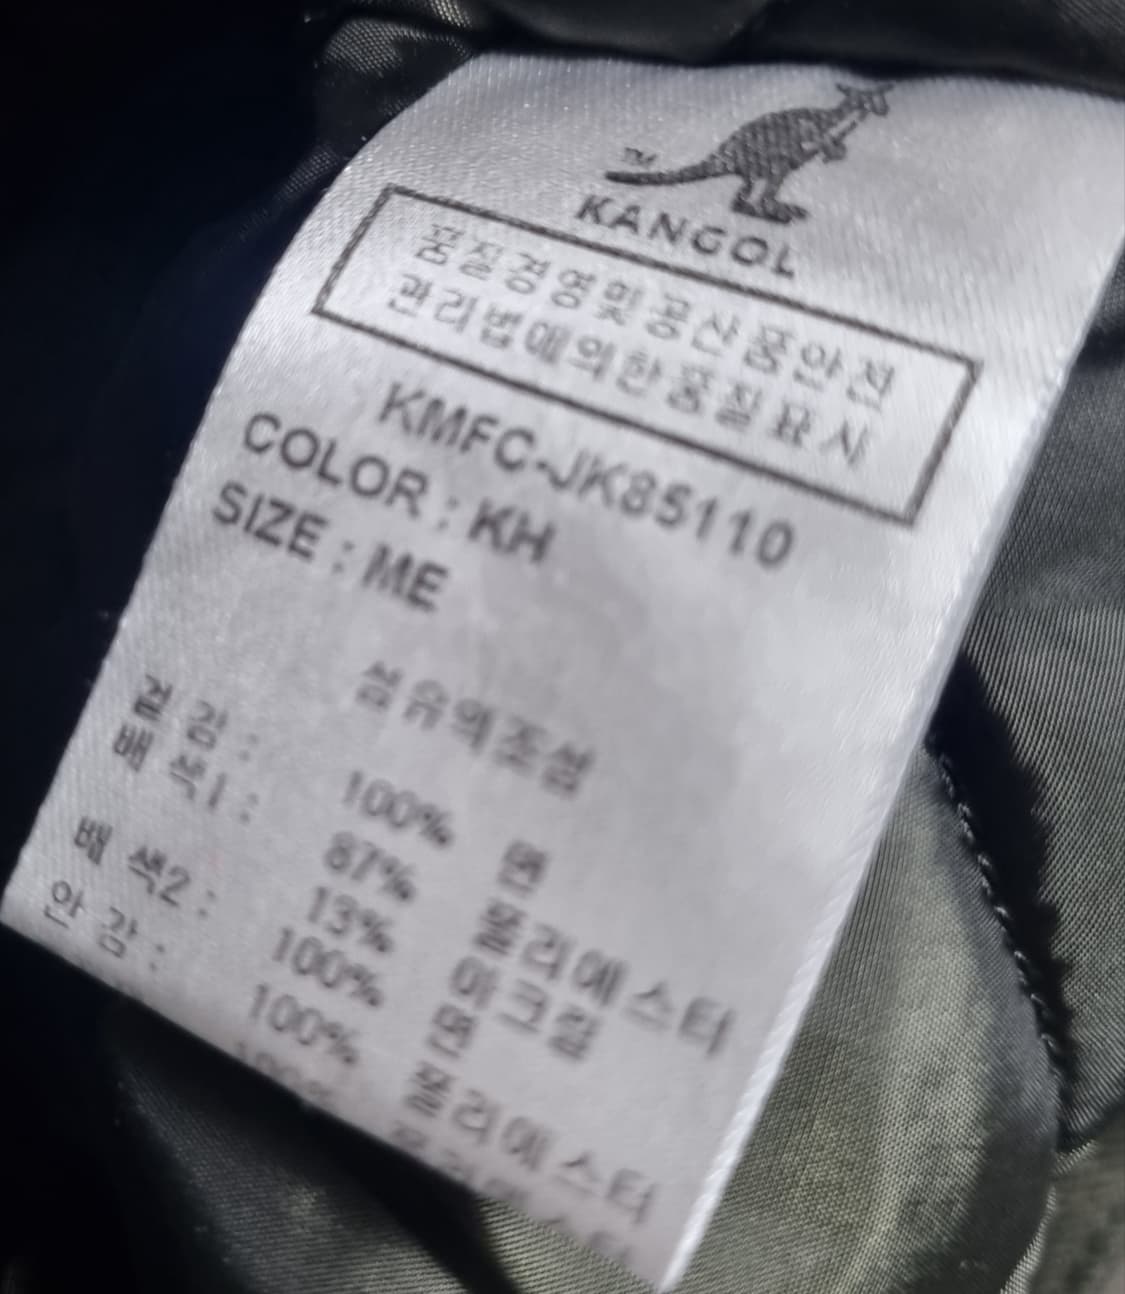 TM
KANGOL
품질경영및공산품안전
관리법에의한품질표시
KMFC-JK85110
COLOR : KH
SIZE : ME
섬유의조성
겉 감 : 100% 면
배 색1 : 87% 폴리에스터
13% 아크릴
배 색2 : 100% 면
안 감 : 100% 폴리에스터